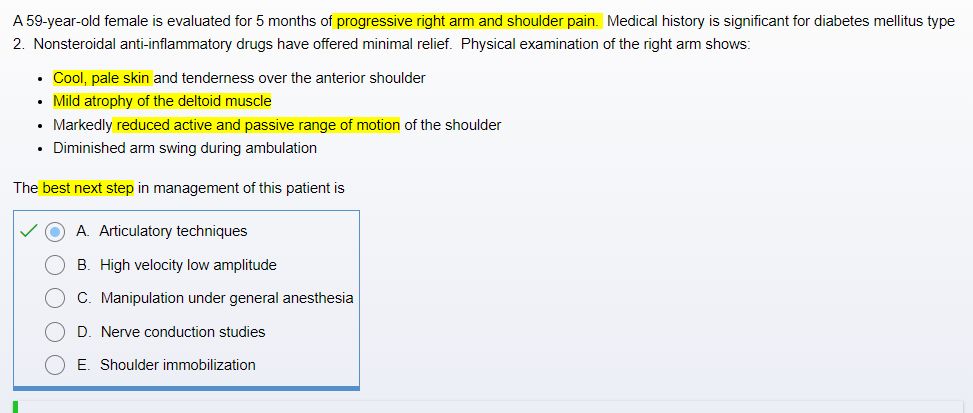 A 59-year-old female is evaluated for 5 months of progressive right arm and shoulder pain. Medical history is significant for diabetes mellitus type
2. Nonsteroidal anti-inflammatory drugs have offered minimal relief. Physical examination of the right arm shows:
• Cool, pale skin and tenderness over the anterior shoulder
• Mild atrophy of the deltoid muscle
• Markedly reduced active and passive range of motion of the shoulder
• Diminished arm swing during ambulation
The best next step in management of this patient is
A. Articulatory techniques
B. High velocity low amplitude
C. Manipulation under general anesthesia
D. Nerve conduction studies
E. Shoulder immobilization